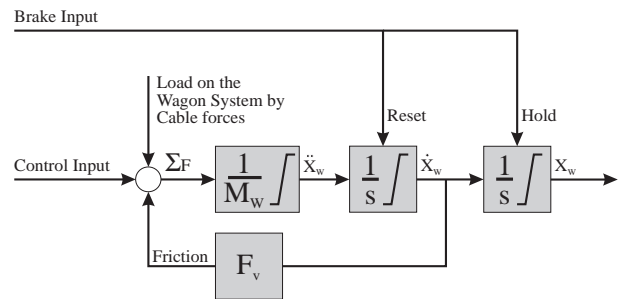 Brake Input
Load on the
Wagon System by
Cable forces
Reset
Hold
Control Input
ΣF
1
M_w
Ẍ_w
1
s
Ẋ_w
1
s
X_w
Friction
F_v